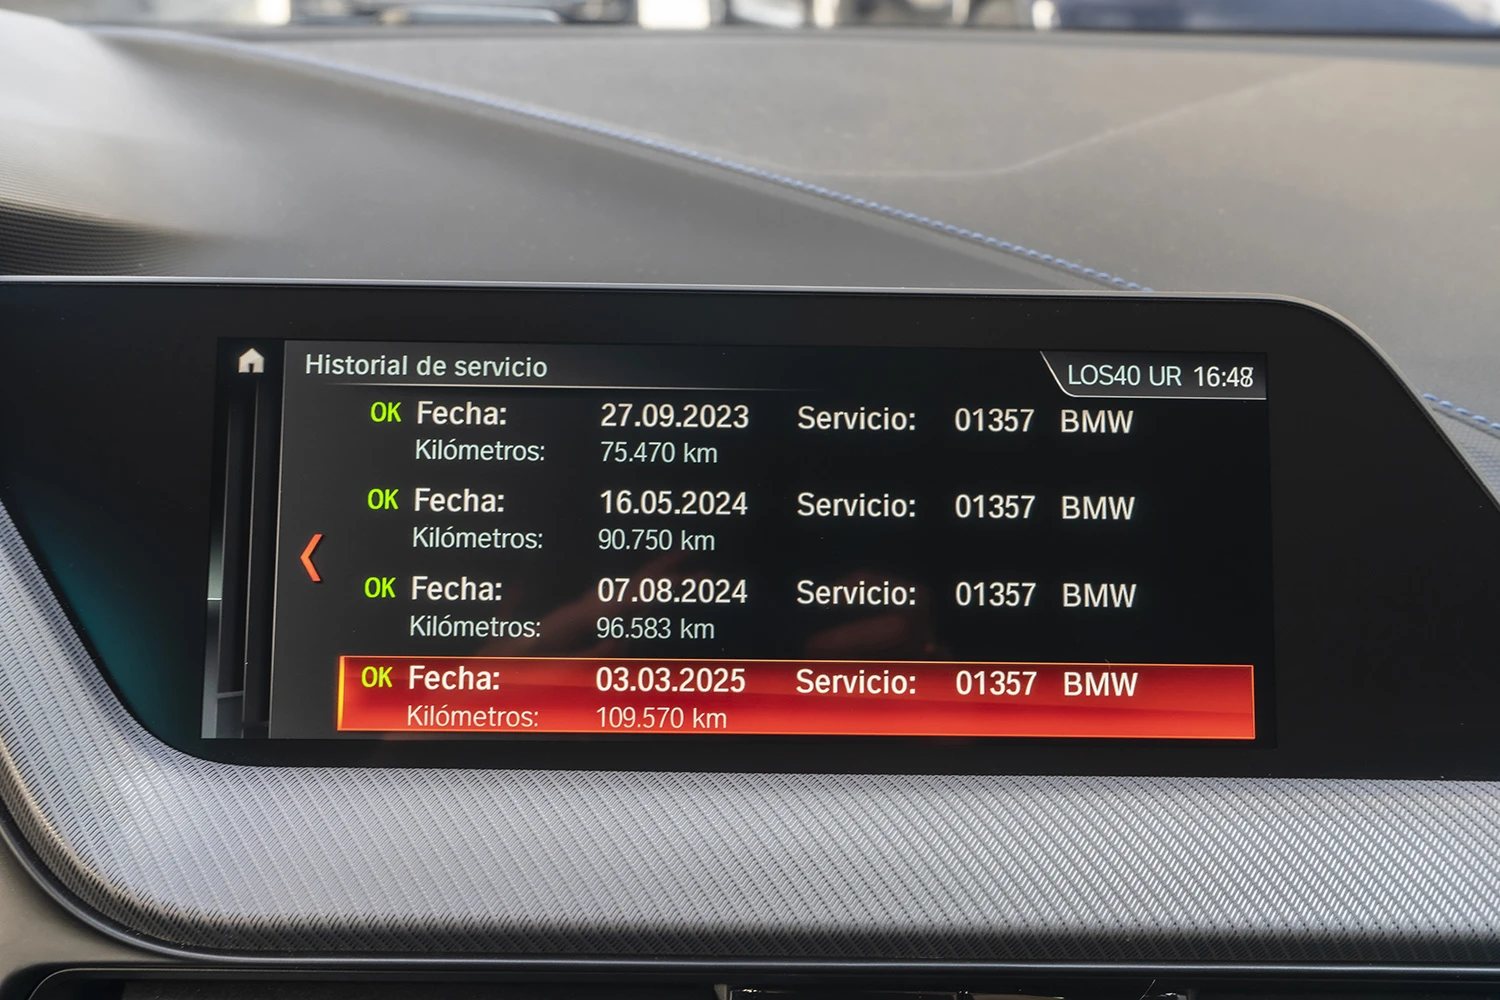 Historial de servicio
LOS40 UR 16:48
OK Fecha: 27.09.2023 Servicio: 01357 BMW
Kilómetros: 75.470 km
OK Fecha: 16.05.2024 Servicio: 01357 BMW
Kilómetros: 90.750 km
OK Fecha: 07.08.2024 Servicio: 01357 BMW
Kilómetros: 96.583 km
OK Fecha: 03.03.2025 Servicio: 01357 BMW
Kilómetros: 109.570 km